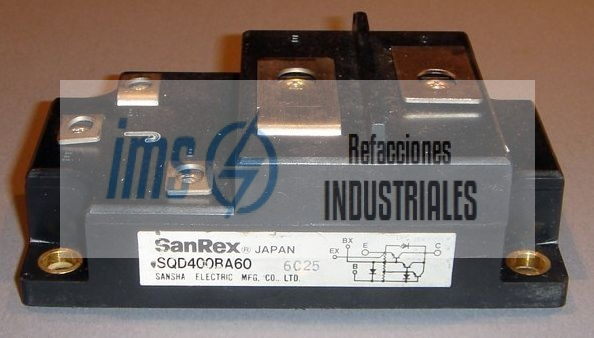 ims
Refacciones
INDUSTRIALES
SanRex® JAPAN
SQD400BA60 6C25
SANSHA ELECTRIC MFG. CO., LTD.
BX
EX
E
C
B